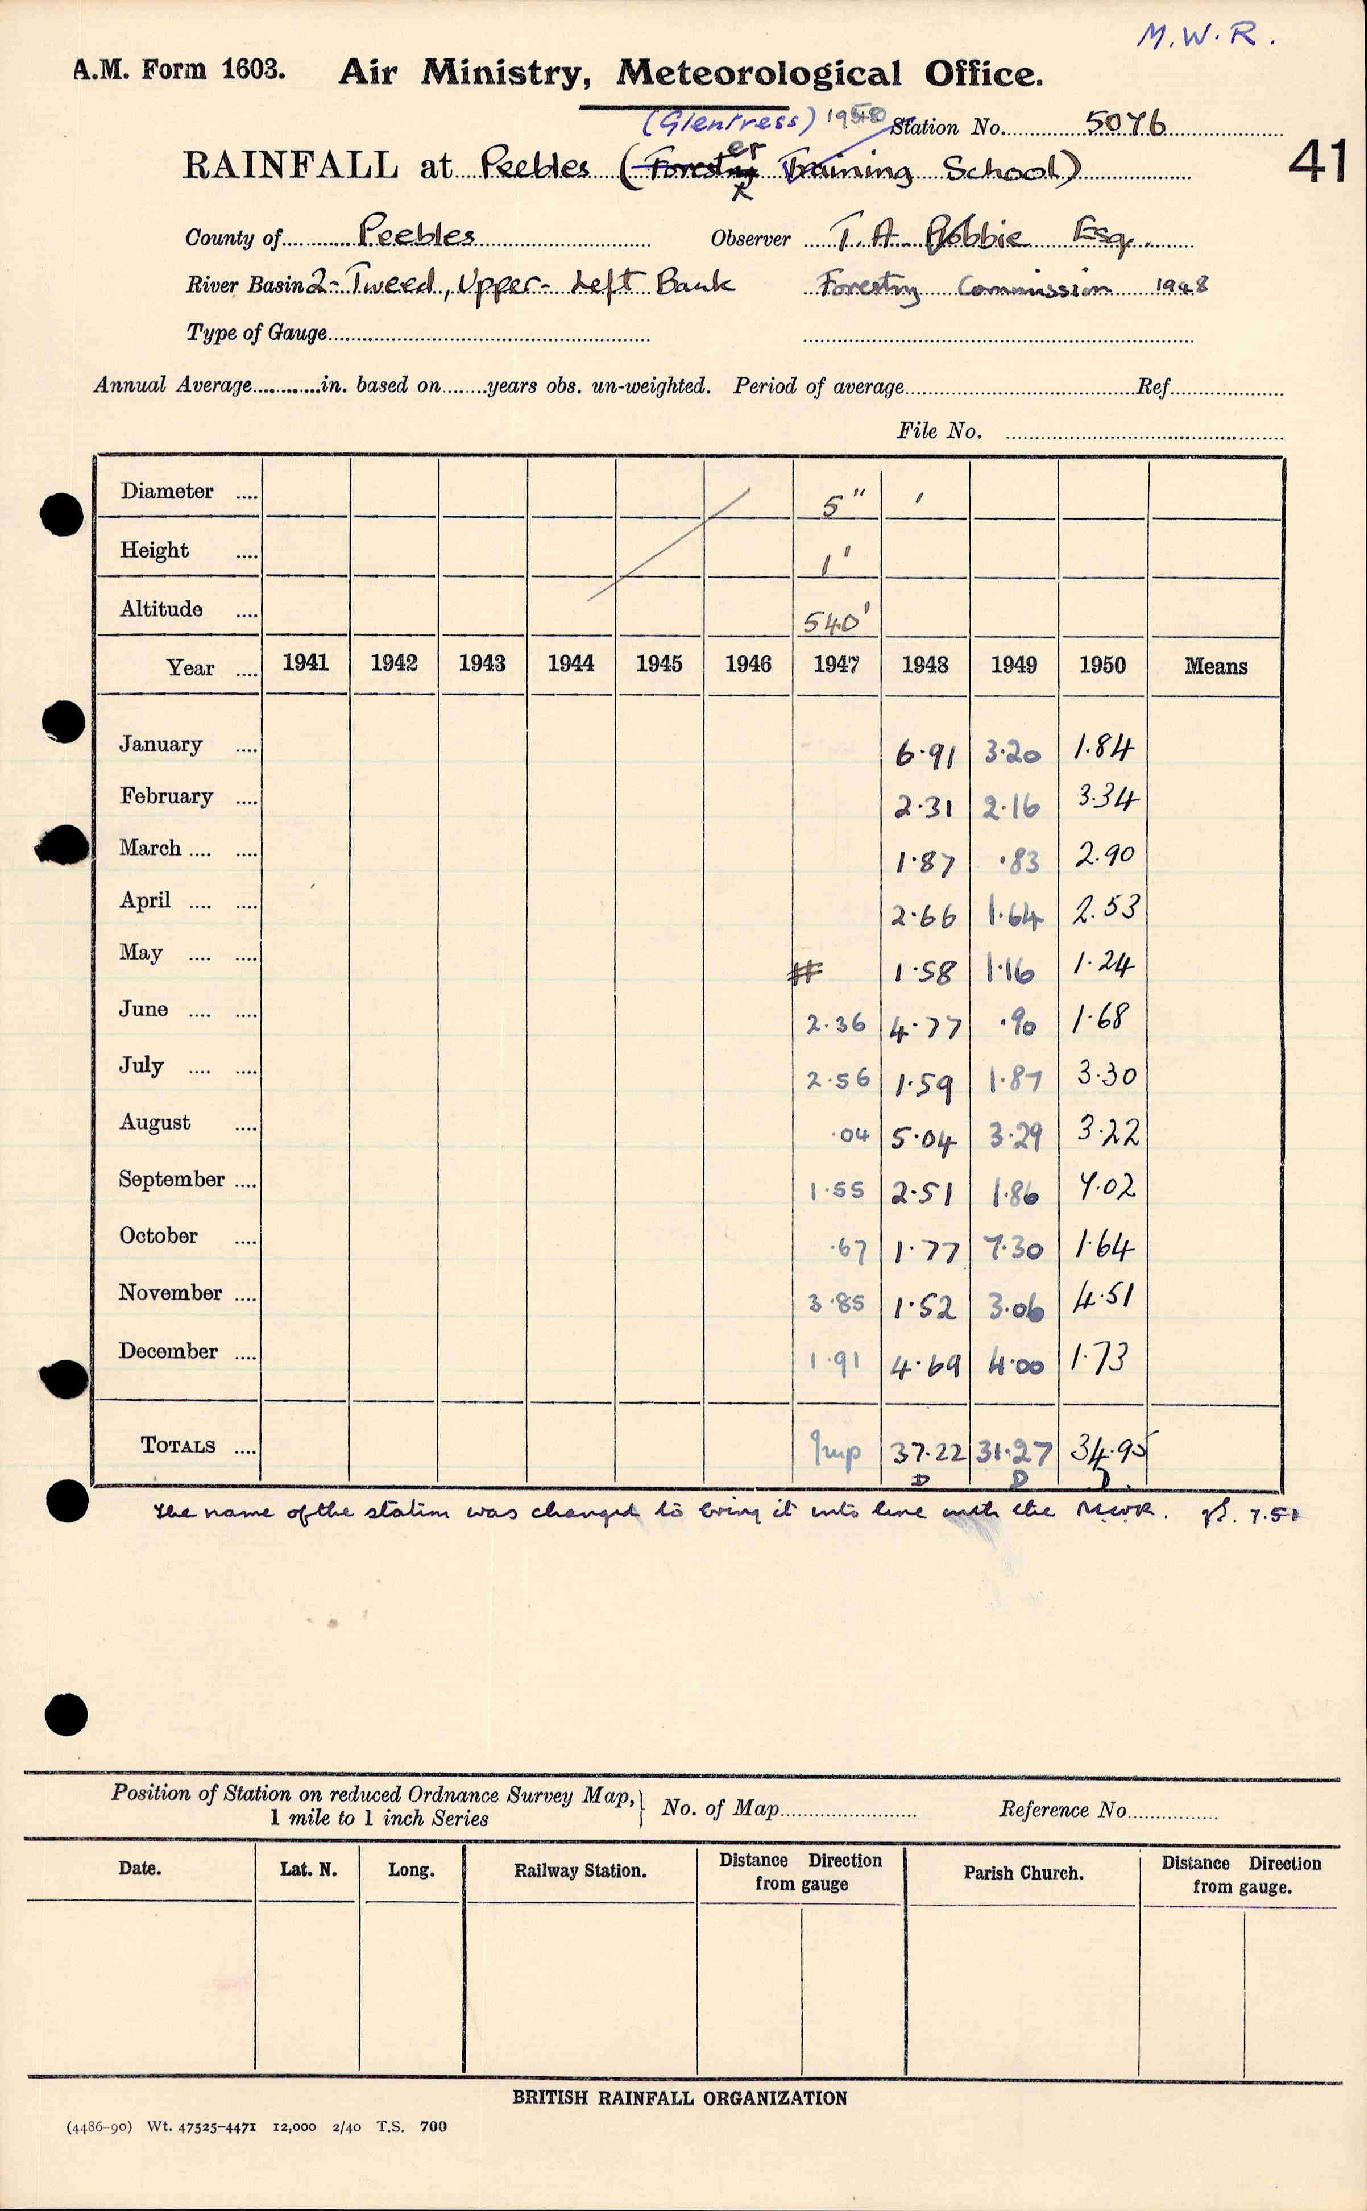 M.W.R.
A.M. Form 1603. Air Ministry, Meteorological Office.
(Glentress) Station No. 5076
er
RAINFALL at Peebles (Forestry Training School) 41
County of Peebles Observer T. A. Robbie Esq.
River Basin 2- Tweed, Upper- Left Bank Forestry Commission 1948
Type of Gauge
Annual Average in. based on years obs. un-weighted. Period of average Ref
File No.
Diameter .... 5" '
Height .... 1'
Altitude .... 540'
Year .... 1941 1942 1943 1944 1945 1946 1947 1948 1949 1950 Means
January .... 6.91 3.20 1.84
February .... 2.31 2.16 3.34
March .... .... 1.87 .83 2.90
April .... .... 2.66 1.64 2.53
May .... .... # 1.58 1.16 1.24
June .... .... 2.36 4.77 .90 1.68
July .... .... 2.56 1.59 1.87 3.30
August .... .04 5.04 3.29 3.22
September .... 1.55 2.51 1.86 7.02
October .... .67 1.77 7.30 1.64
November .... 3.85 1.52 3.06 4.51
December .... 1.91 4.69 4.00 1.73
TOTALS .... Imp 37.22 31.27 34.95
D D D.
The name of the station was changed to bring it into line with the MWR. 7.51
Position of Station on reduced Ordnance Survey Map,
1 mile to 1 inch Series
No. of Map Reference No
Date. Lat. N. Long. Railway Station. Distance Direction from gauge Parish Church. Distance Direction from gauge.
BRITISH RAINFALL ORGANIZATION
(4486-90) Wt. 47525-4471 12,000 2/40 T.S. 700